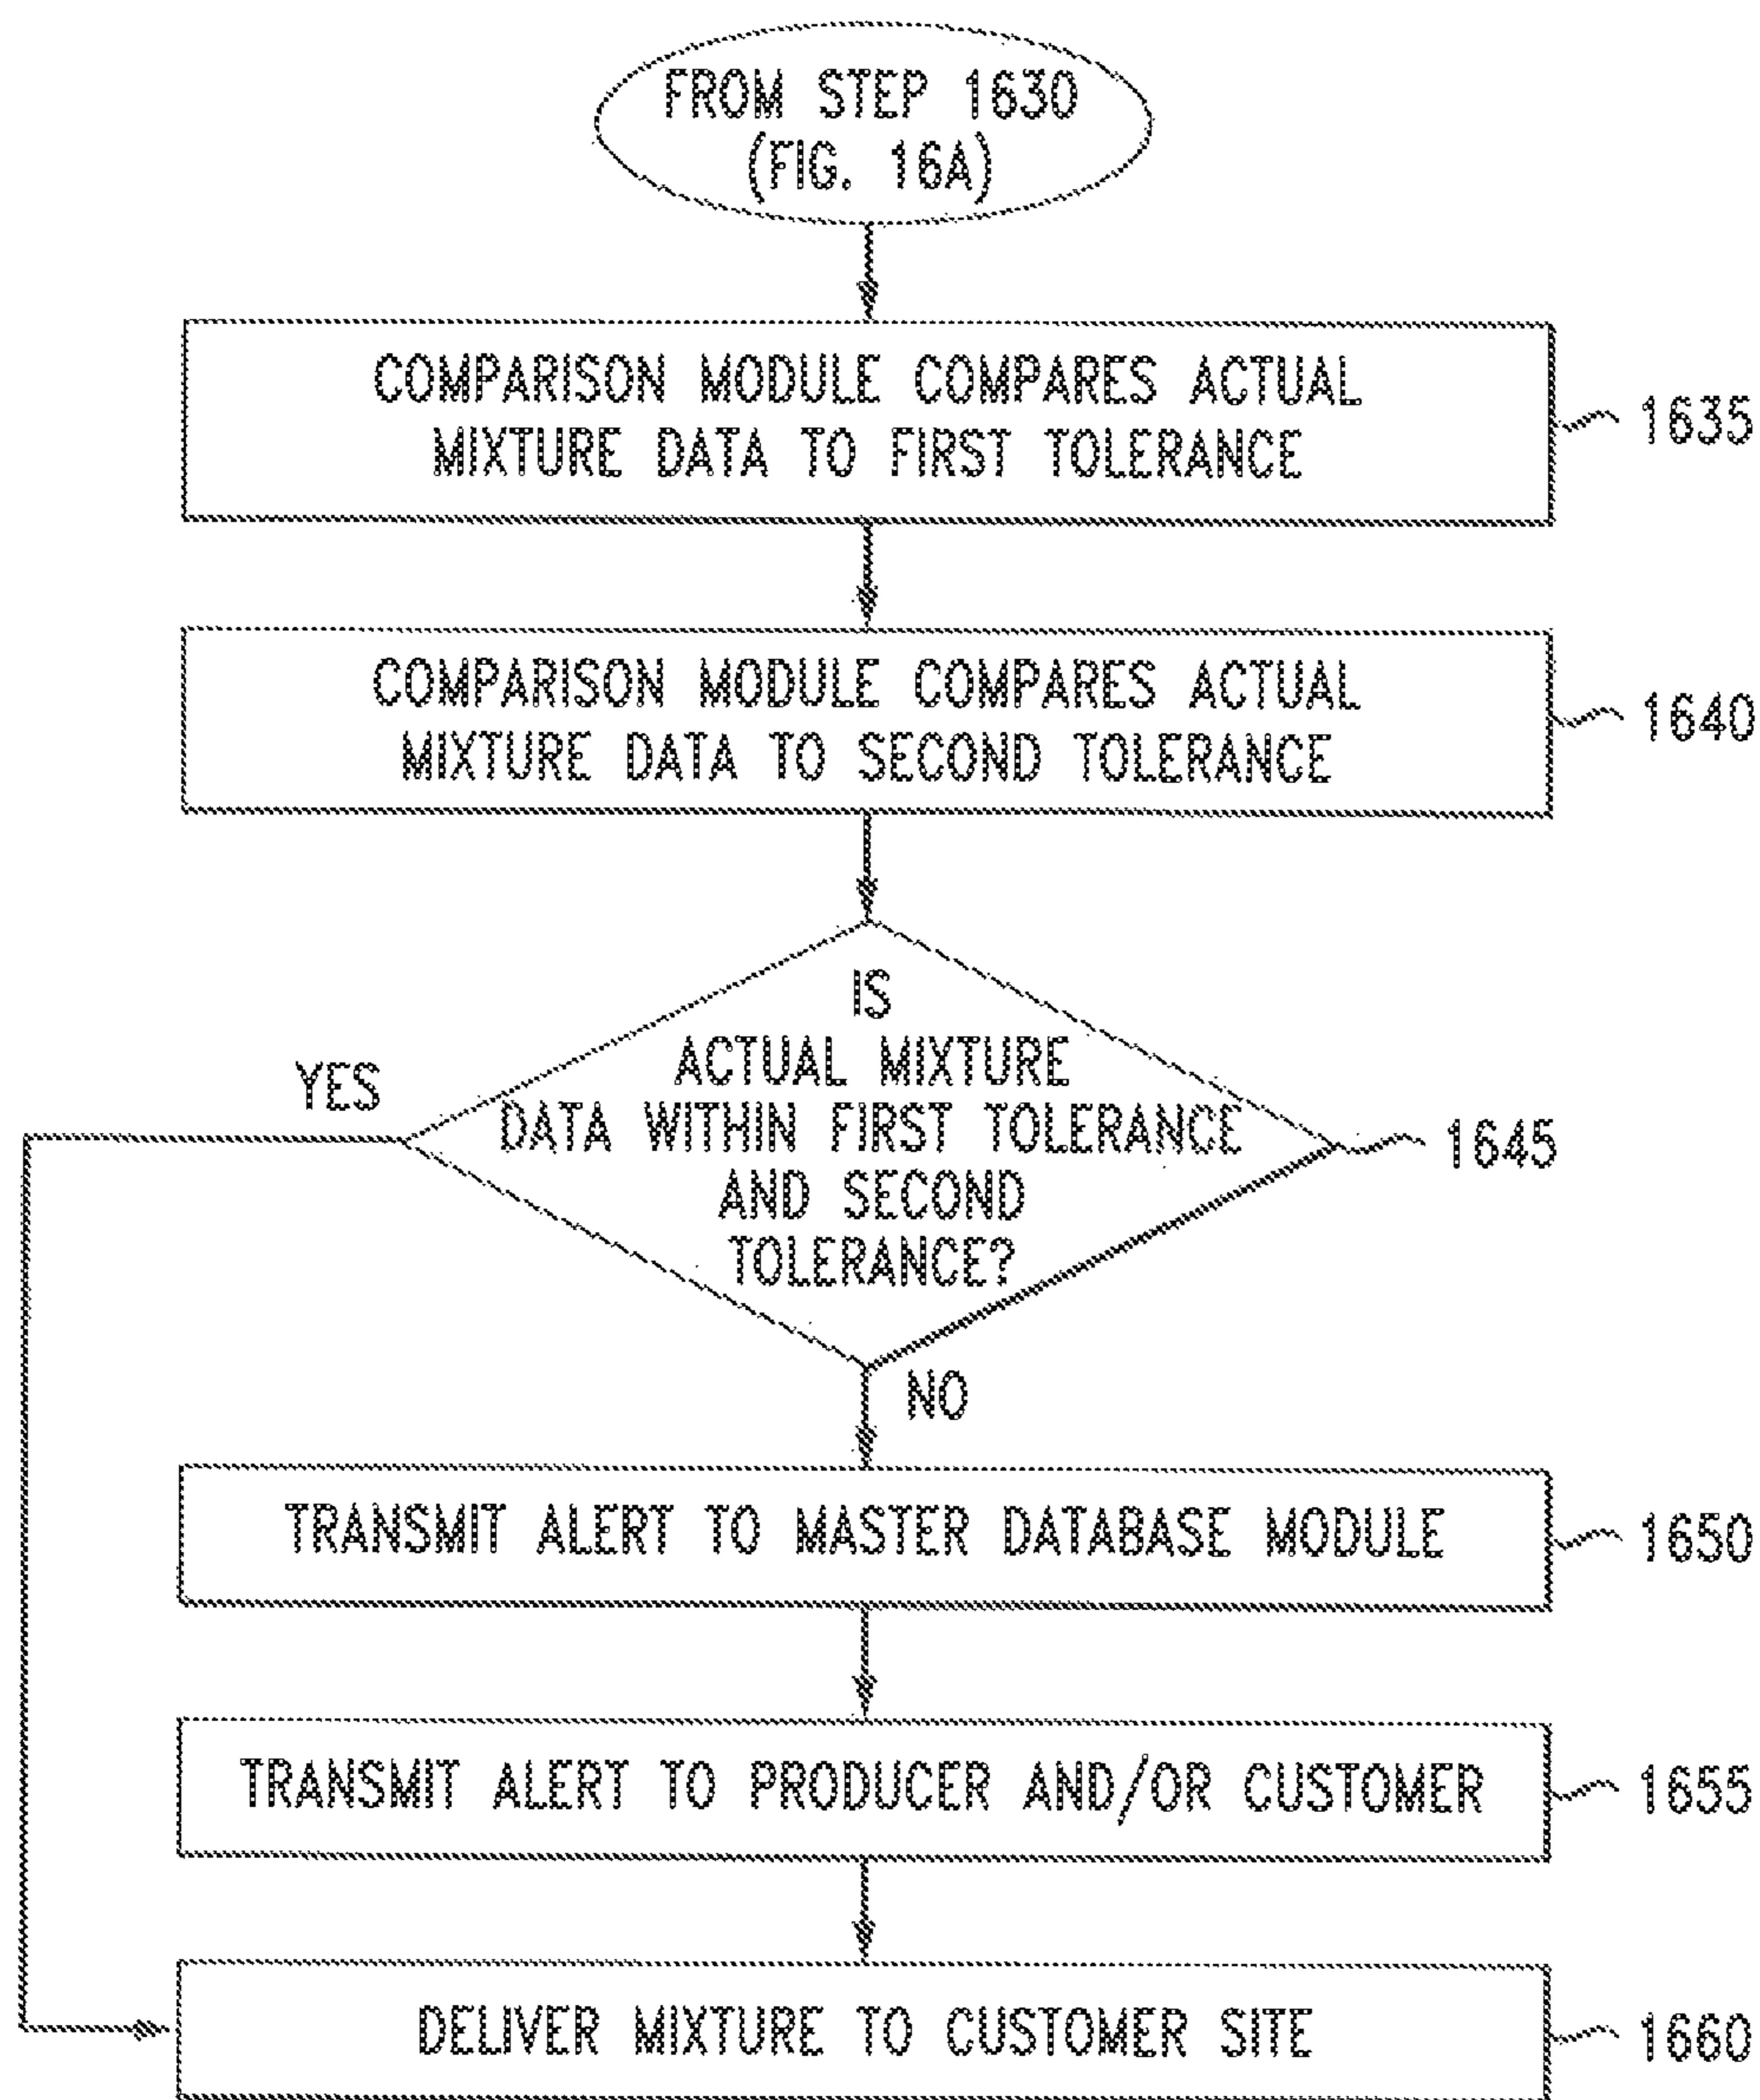 FROM STEP 1630
(FIG. 16A)
COMPARISON MODULE COMPARES ACTUAL
MIXTURE DATA TO FIRST TOLERANCE
1635
COMPARISON MODULE COMPARES ACTUAL
MIXTURE DATA TO SECOND TOLERANCE
1640
IS
ACTUAL MIXTURE
DATA WITHIN FIRST TOLERANCE
AND SECOND
TOLERANCE?
YES
1645
NO
TRANSMIT ALERT TO MASTER DATABASE MODULE
1650
TRANSMIT ALERT TO PRODUCER AND/OR CUSTOMER
1655
DELIVER MIXTURE TO CUSTOMER SITE
1660